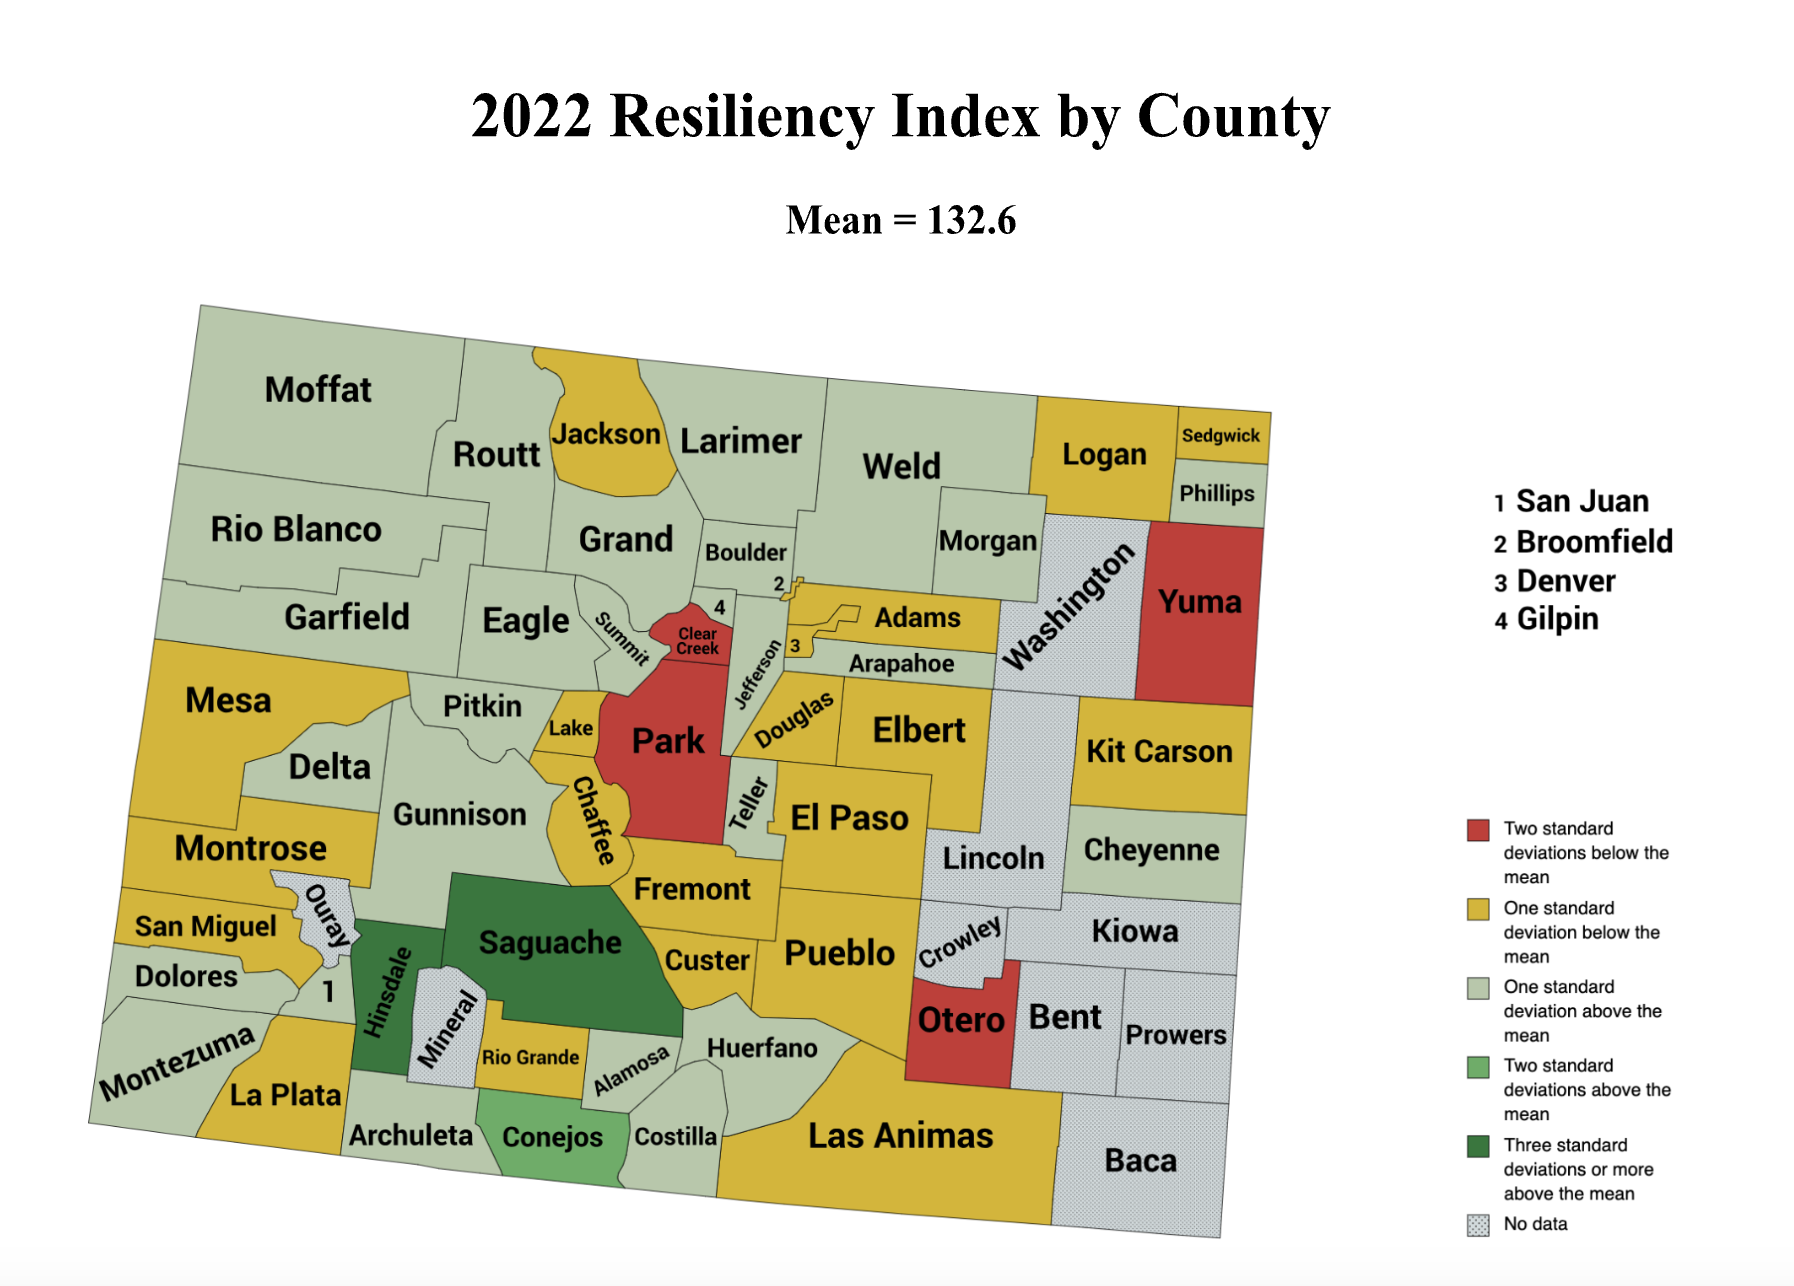 2022 Resiliency Index by County
Mean = 132.6
Moffat
Routt
Jackson
Larimer
Weld
Logan
Sedgwick
Phillips
Rio Blanco
Grand
Boulder
2
Morgan
Washington
Yuma
Garfield
Eagle
Summit
4
Clear
Creek
Jefferson
Adams
3
Arapahoe
Mesa
Pitkin
Lake
Park
Douglas
Elbert
Kit Carson
Delta
Gunnison
Chaffee
Teller
El Paso
Lincoln
Cheyenne
Montrose
Ouray
Fremont
San Miguel
Saguache
Custer
Pueblo
Crowley
Kiowa
Dolores
1
Hinsdale
Mineral
Otero
Bent
Prowers
Montezuma
La Plata
Rio Grande
Alamosa
Huerfano
Archuleta
Conejos
Costilla
Las Animas
Baca
1 San Juan
2 Broomfield
3 Denver
4 Gilpin
Two standard
deviations below the
mean
One standard
deviation below the
mean
One standard
deviation above the
mean
Two standard
deviations above the
mean
Three standard
deviations or more
above the mean
No data